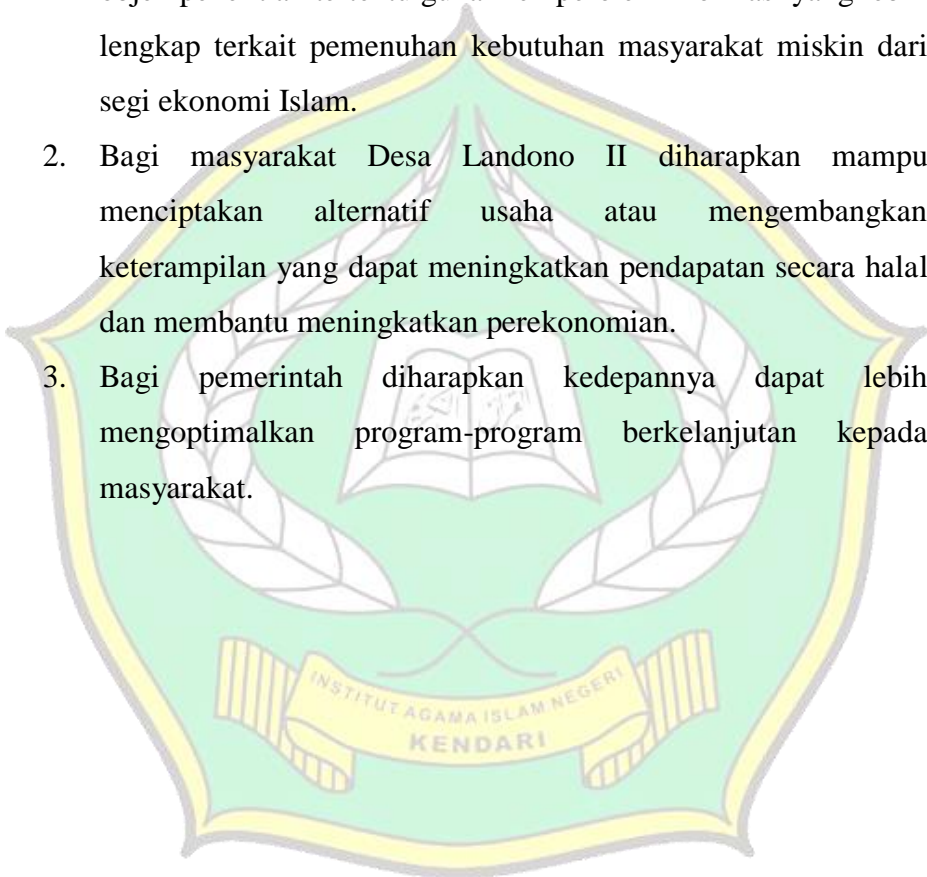 lengkap terkait pemenuhan kebutuhan masyarakat miskin dari
segi ekonomi Islam.
2. Bagi masyarakat Desa Landono II diharapkan mampu
menciptakan alternatif usaha atau mengembangkan
keterampilan yang dapat meningkatkan pendapatan secara halal
dan membantu meningkatkan perekonomian.
3. Bagi pemerintah diharapkan kedepannya dapat lebih
mengoptimalkan program-program berkelanjutan kepada
masyarakat.
INSTITUT AGAMA ISLAM NEGERI
KENDARI